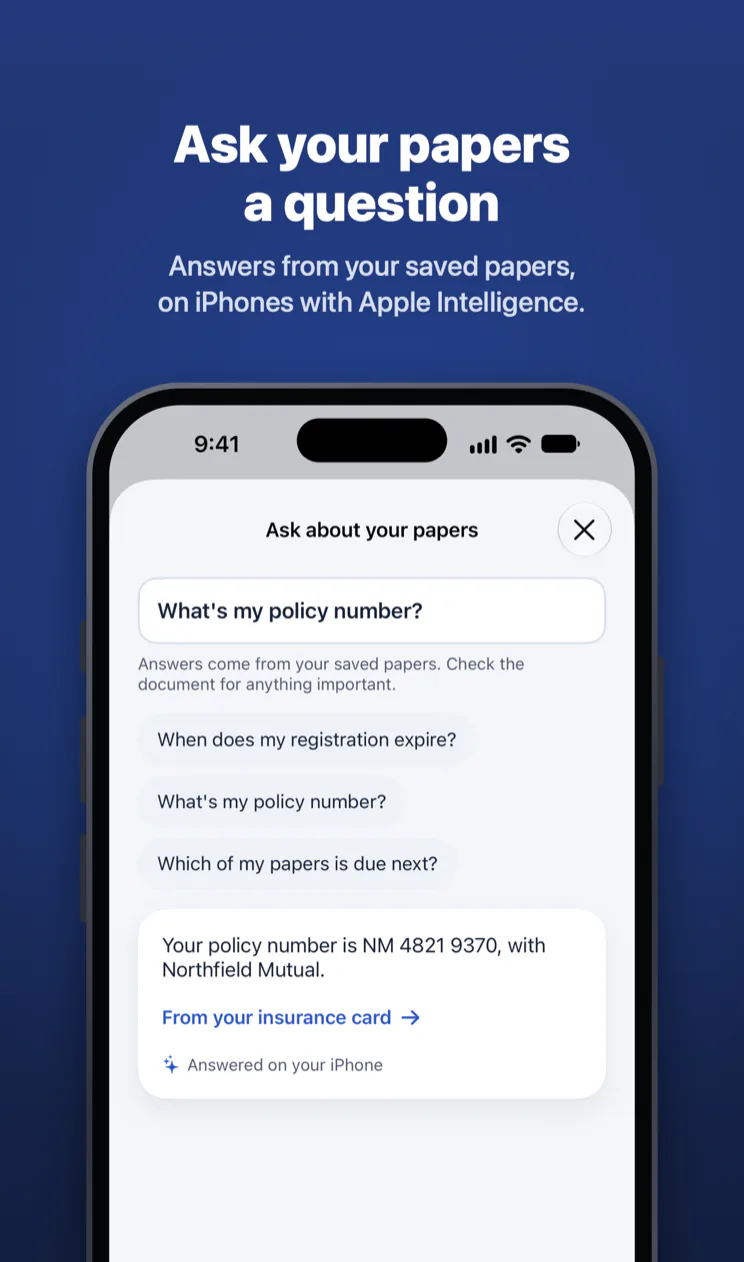 Ask your papers
a question
Answers from your saved papers,
on iPhones with Apple Intelligence.
9:41
Ask about your papers
What's my policy number?
Answers come from your saved papers. Check the
document for anything important.
When does my registration expire?
What's my policy number?
Which of my papers is due next?
Your policy number is NM 4821 9370, with
Northfield Mutual.
From your insurance card →
Answered on your iPhone